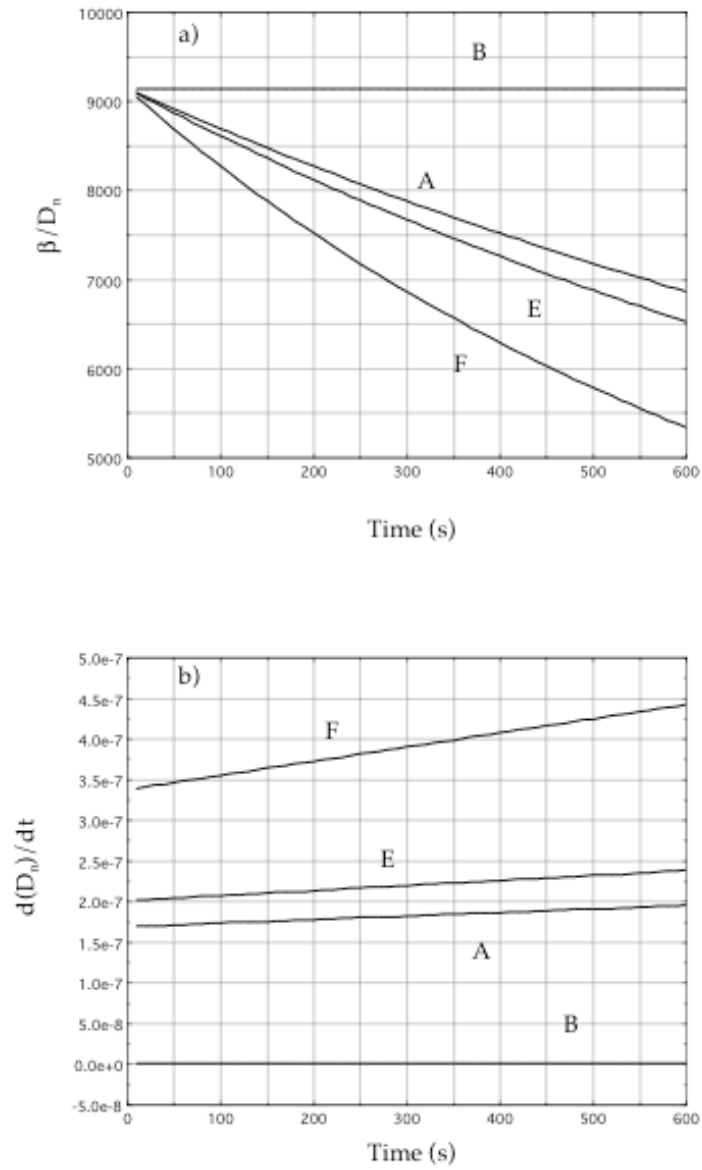 10000
a)
B
9000
A
8000
β/Dₙ
7000
E
F
6000
5000
100 200 300 400 500 600
Time (s)
5.0e-7
b)
4.5e-7
F
4.0e-7
3.5e-7
3.0e-7
E
2.5e-7
d(Dₙ)/dt
2.0e-7
1.5e-7
A
1.0e-7
B
5.0e-8
0.0e+0
-5.0e-8
100 200 300 400 500 600
Time (s)